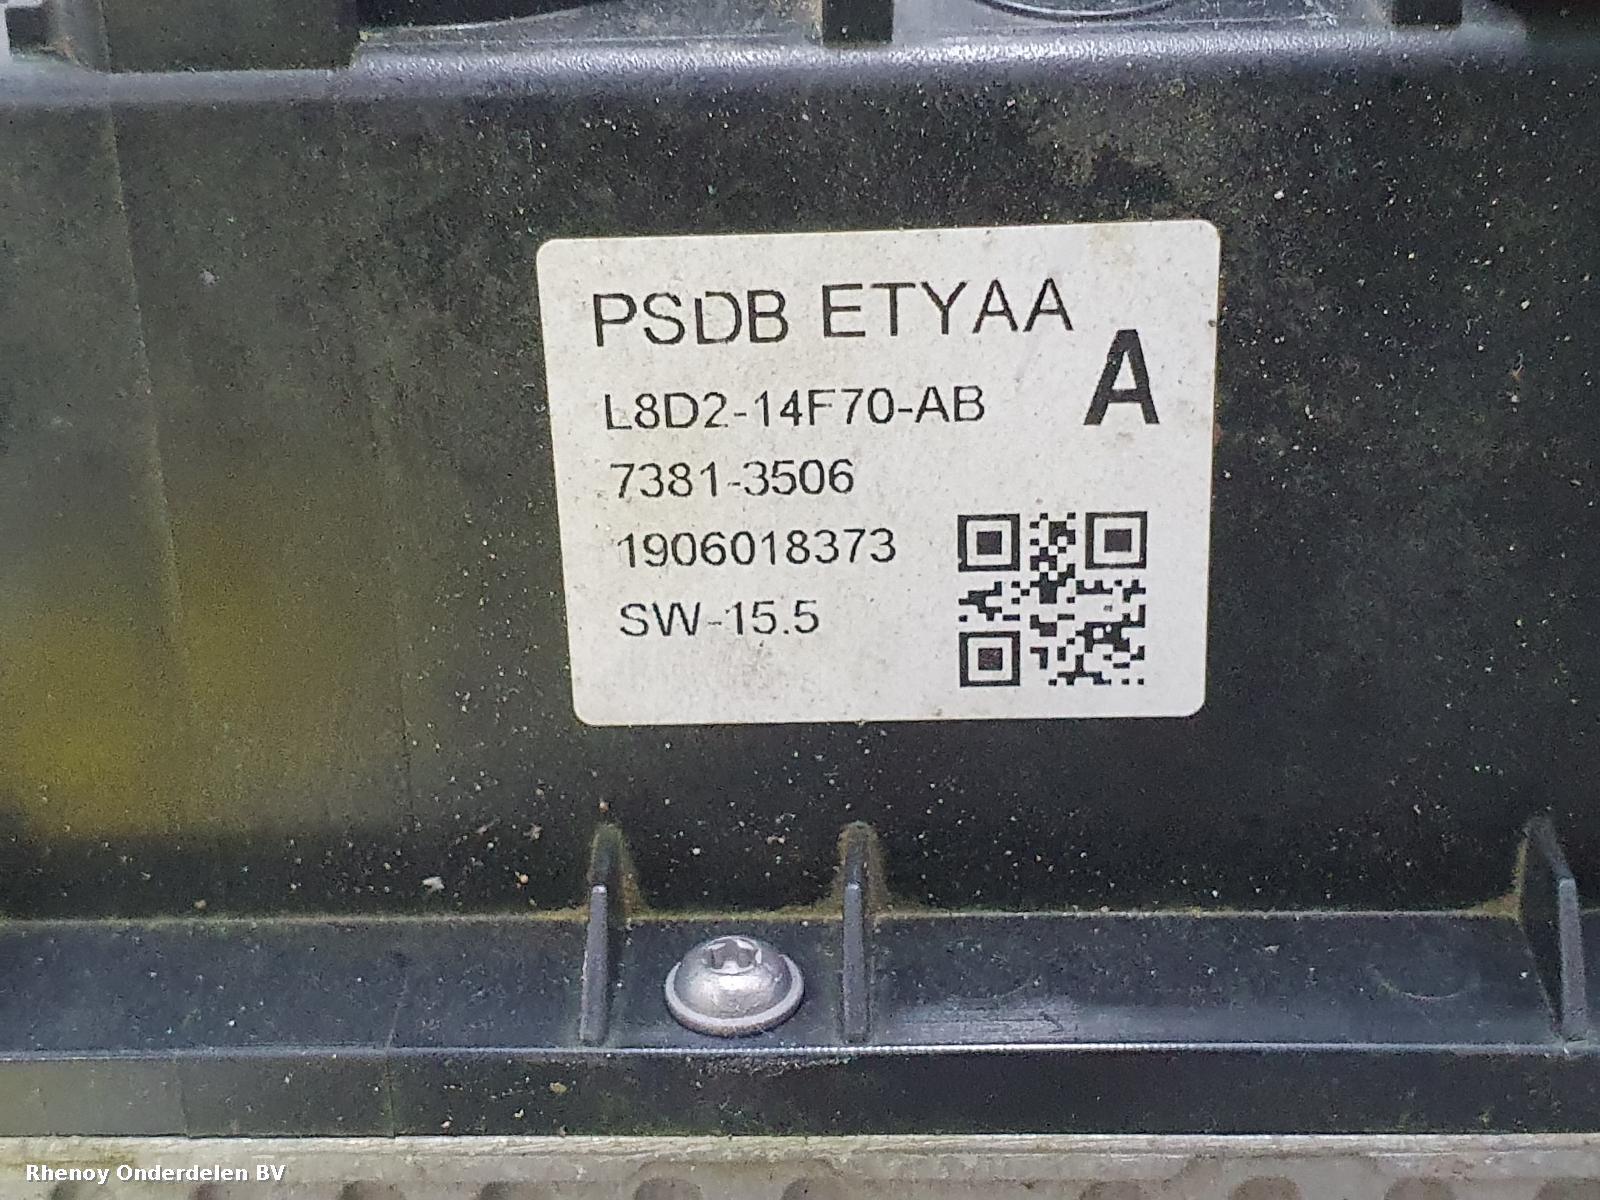 PSDB ETYAA
A
L8D2-14F70-AB
7381-3506
1906018373
SW-15.5
Rhenoy Onderdelen BV